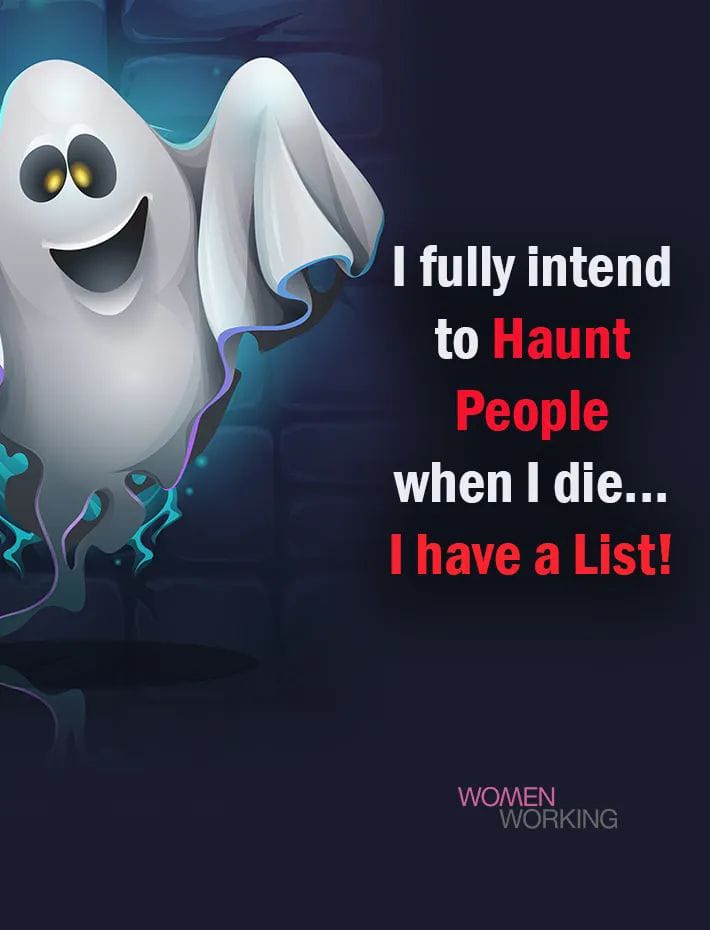 I fully intend
to Haunt
People
when I die...
I have a List!
WOMEN
WORKING